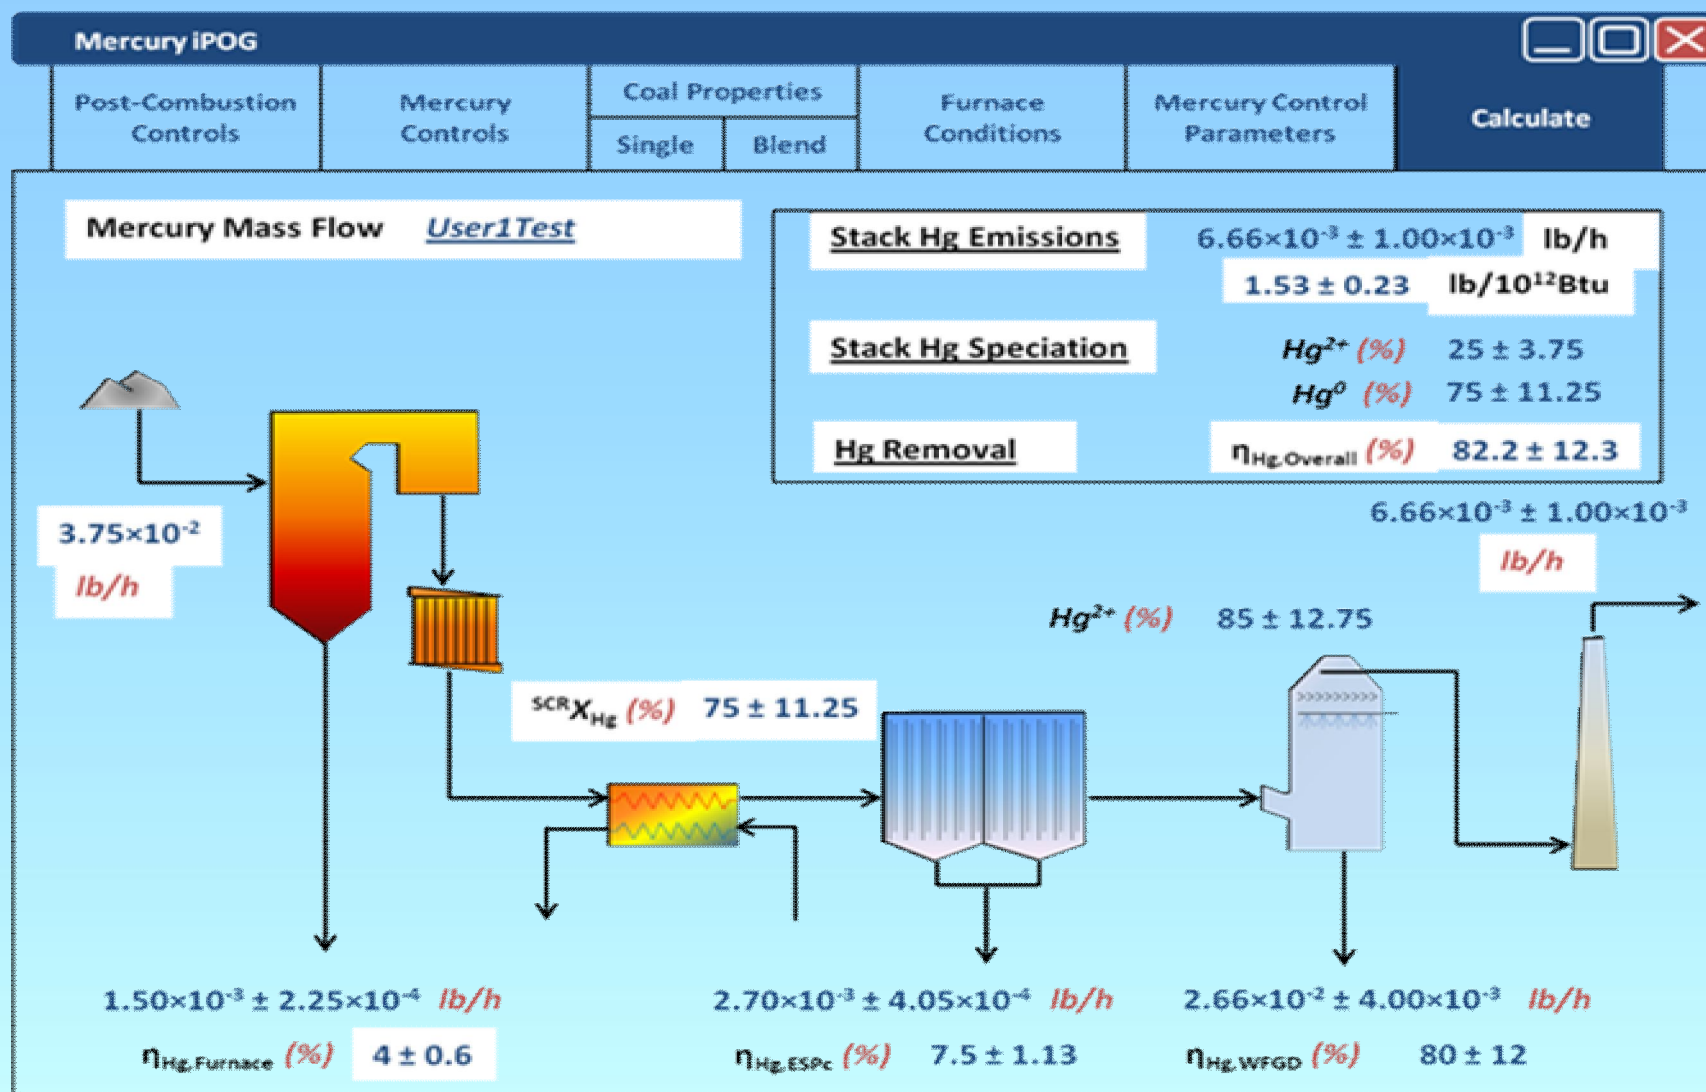 Mercury iPOG
Post-Combustion Controls
Mercury Controls
Coal Properties
Single
Blend
Furnace Conditions
Mercury Control Parameters
Calculate
Mercury Mass Flow User1Test
Stack Hg Emissions 6.66×10⁻³ ± 1.00×10⁻³ lb/h
1.53 ± 0.23 lb/10¹²Btu
Stack Hg Speciation Hg²⁺ (%) 25 ± 3.75
Hg⁰ (%) 75 ± 11.25
Hg Removal ηHg,Overall (%) 82.2 ± 12.3
6.66×10⁻³ ± 1.00×10⁻³
lb/h
3.75×10⁻²
lb/h
Hg²⁺ (%) 85 ± 12.75
SCRXHg (%) 75 ± 11.25
1.50×10⁻³ ± 2.25×10⁻⁴ lb/h
ηHg,Furnace (%) 4 ± 0.6
2.70×10⁻³ ± 4.05×10⁻⁴ lb/h
ηHg,ESPc (%) 7.5 ± 1.13
2.66×10⁻² ± 4.00×10⁻³ lb/h
ηHg,WFGD (%) 80 ± 12